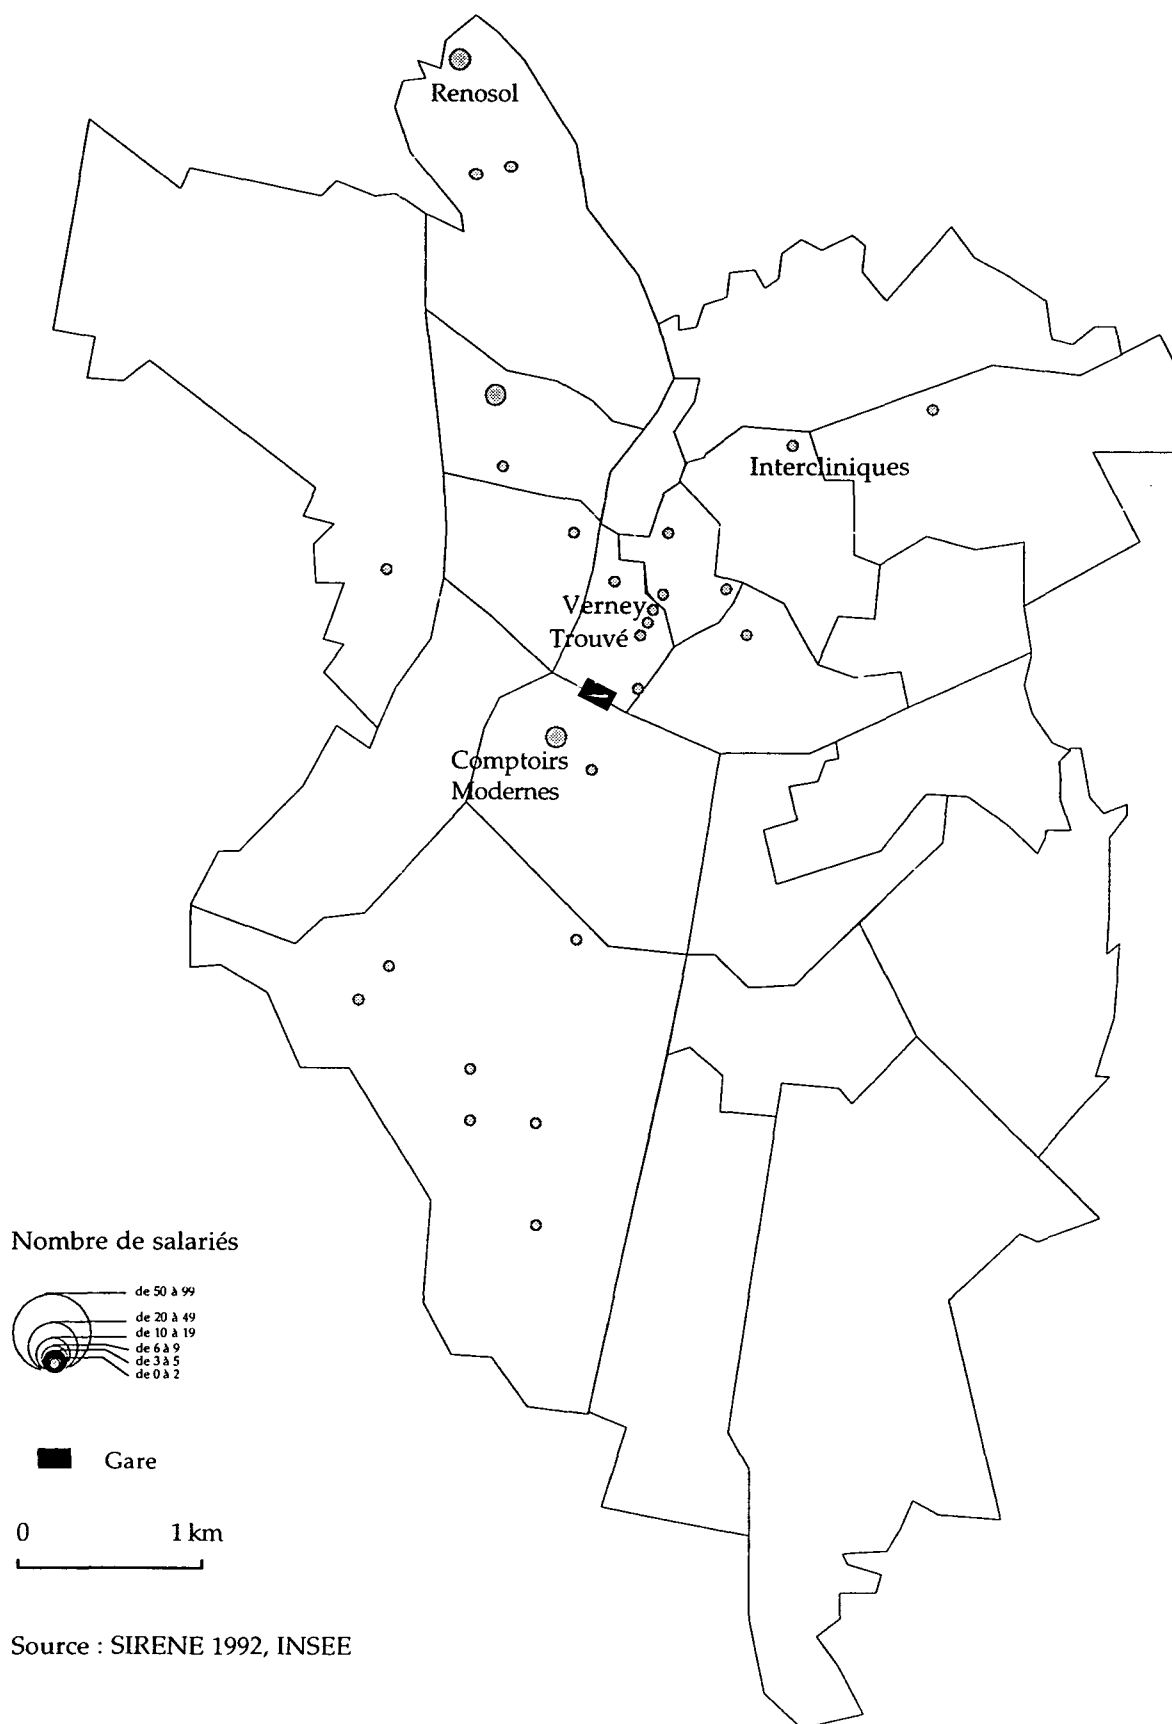 Renosol
Intercliniques
Verney
Trouvé
Comptoirs
Modernes
Nombre de salariés
de 50 à 99
de 20 à 49
de 10 à 19
de 6 à 9
de 3 à 5
de 0 à 2
Gare
0 1 km
Source : SIRENE 1992, INSEE